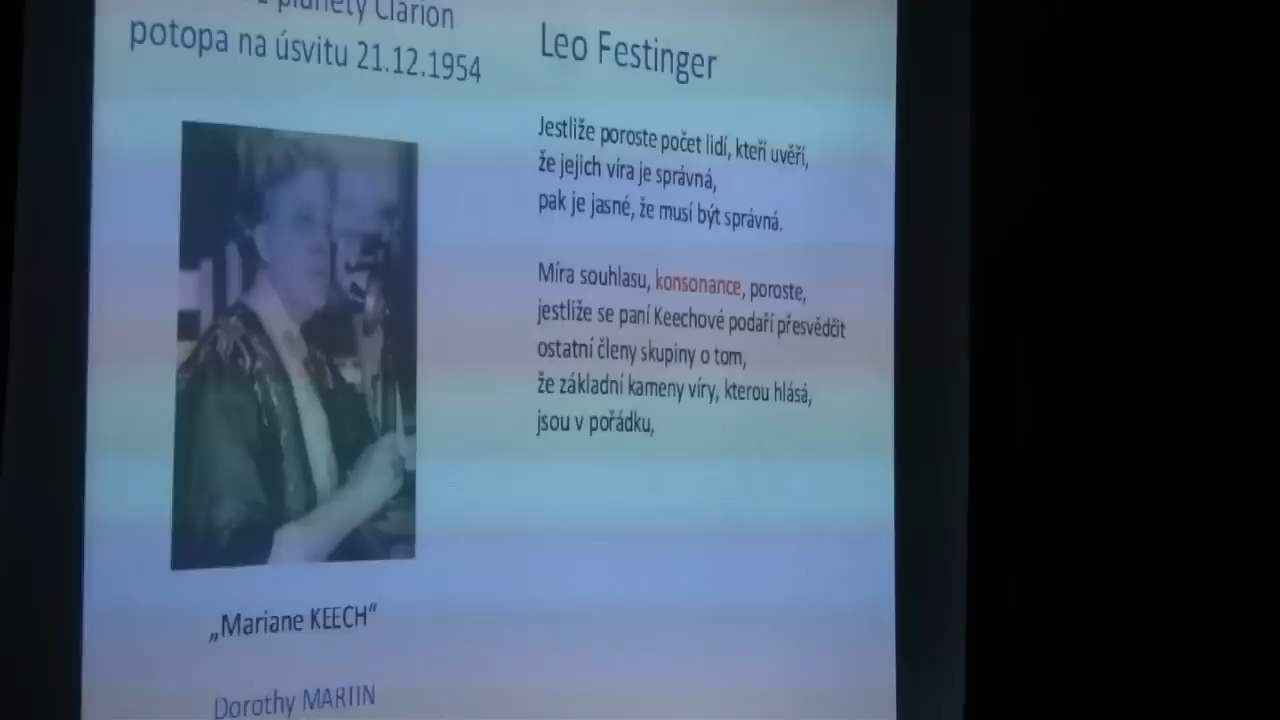 planety Clarion
potopa na úsvitu 21.12.1954
„Mariane KEECH“
Dorothy MARTIN
Leo Festinger
Jestliže poroste počet lidí, kteří uvěří,
že jejich víra je správná,
pak je jasné, že musí být správná.
Míra souhlasu, konsonance, poroste,
jestliže se paní Keechové podaří přesvědčit
ostatní členy skupiny o tom,
že základní kameny víry, kterou hlásá,
jsou v pořádku,